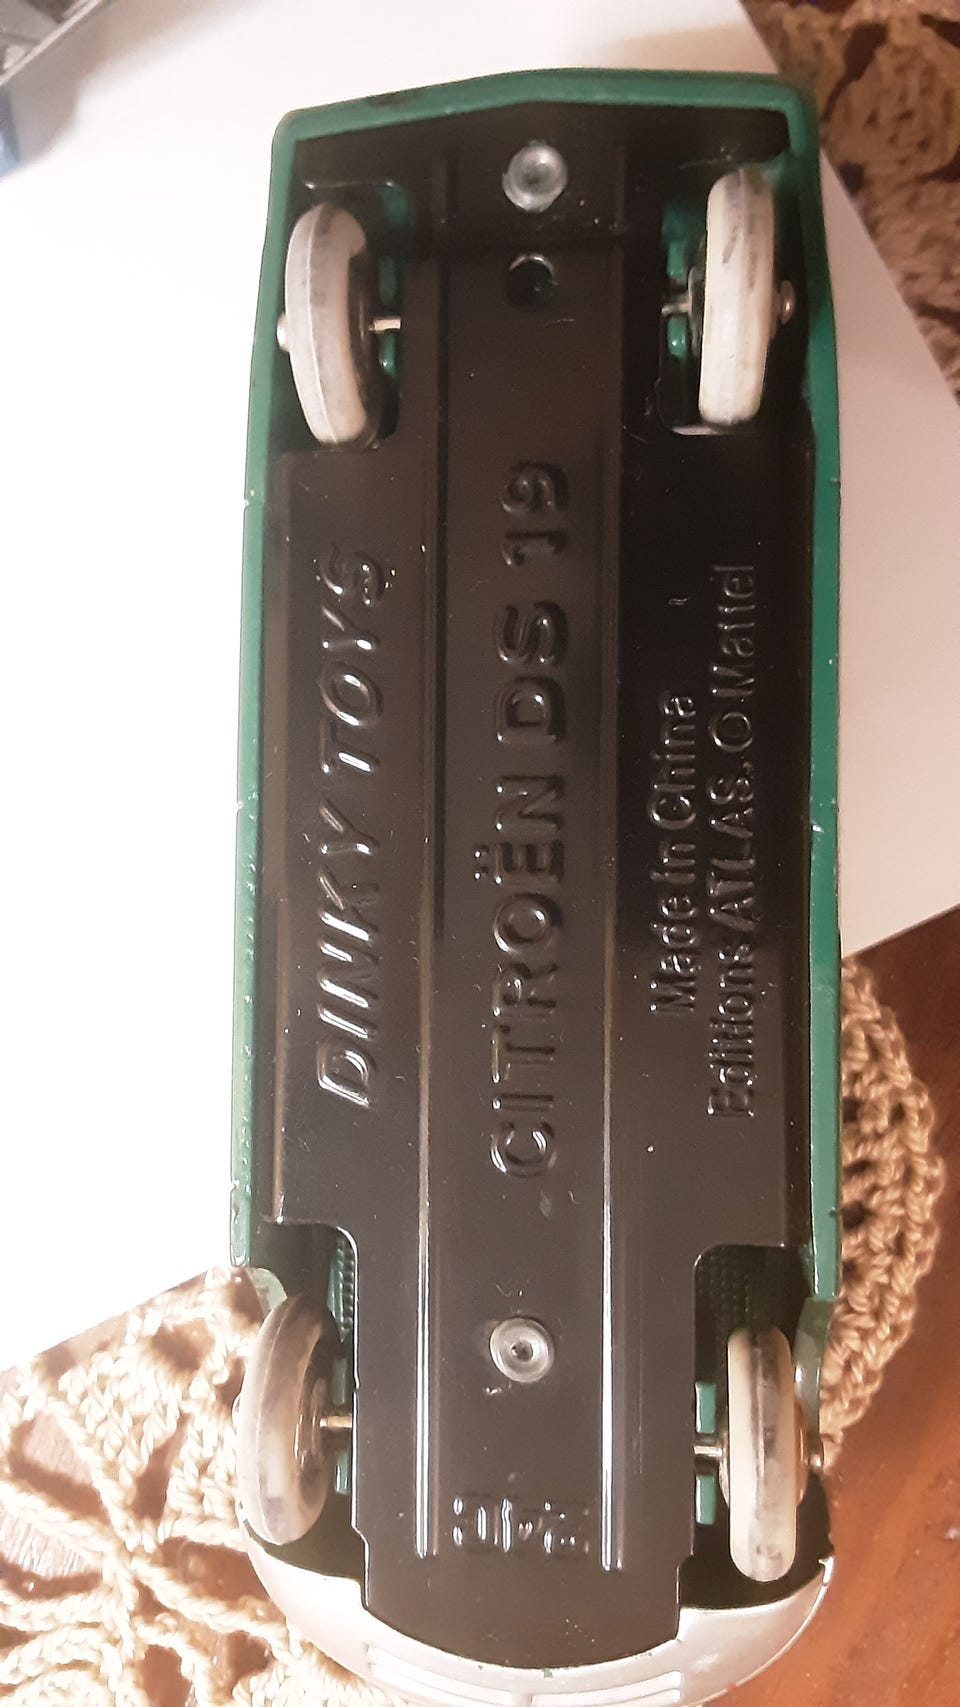 DINKY TOYS
CITROËN DS 19
Made in China
Editions ATLAS. © Mattel
24C